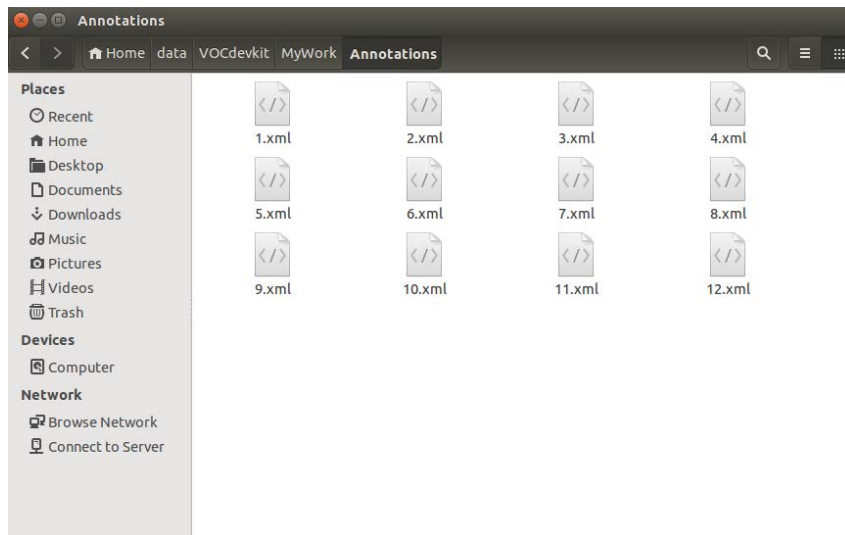 Annotations
Home data VOCdevkit MyWork Annotations
Places
Recent
Home
Desktop
Documents
Downloads
Music
Pictures
Videos
Trash
Devices
Computer
Network
Browse Network
Connect to Server
1.xml 2.xml 3.xml 4.xml
5.xml 6.xml 7.xml 8.xml
9.xml 10.xml 11.xml 12.xml